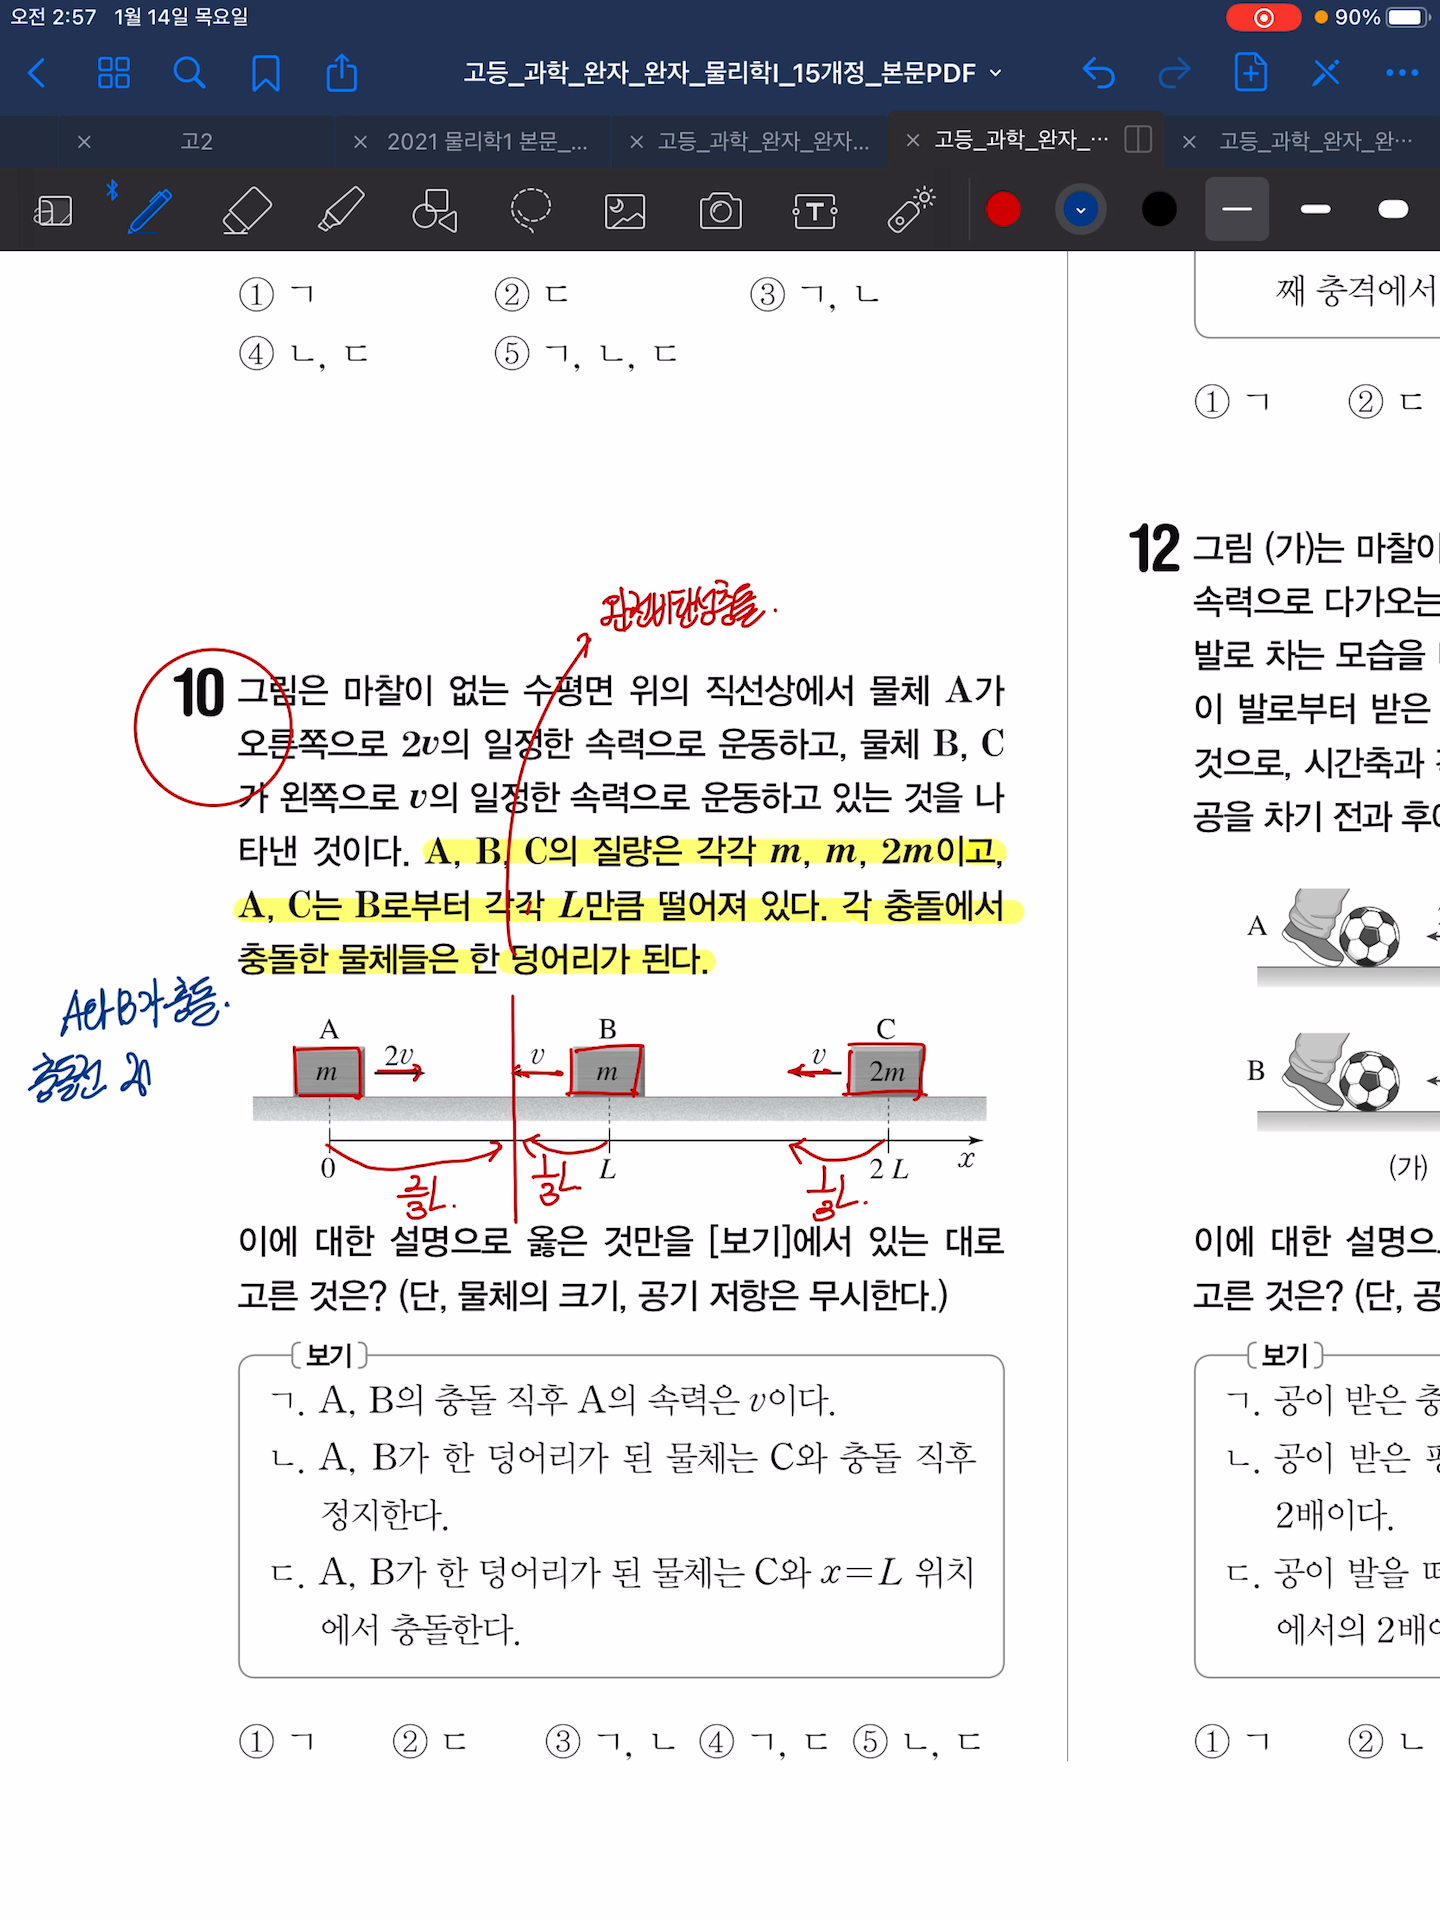 오전 2:57 1월 14일 목요일
90%
고등_과학_완자_완자_물리학I_15개정_본문PDF
고2
2021 물리학1 본문_...
고등_과학_완자_완자...
고등_과학_완자_...
고등_과학_완자_완...
① ㄱ ② ㄷ ③ ㄱ, ㄴ
④ ㄴ, ㄷ ⑤ ㄱ, ㄴ, ㄷ
완전비탄성충돌.
10 그림은 마찰이 없는 수평면 위의 직선상에서 물체 A가
오른쪽으로 2v의 일정한 속력으로 운동하고, 물체 B, C
가 왼쪽으로 v의 일정한 속력으로 운동하고 있는 것을 나
타낸 것이다. A, B, C의 질량은 각각 m, m, 2m이고,
A, C는 B로부터 각각 L만큼 떨어져 있다. 각 충돌에서
충돌한 물체들은 한 덩어리가 된다.
A와 B가 충돌.
충돌전
A B C
m 2v v m v 2m
0 L 2L x
2/3L. 1/3L 1/3L.
이에 대한 설명으로 옳은 것만을 [보기]에서 있는 대로
고른 것은? (단, 물체의 크기, 공기 저항은 무시한다.)
보기
ㄱ. A, B의 충돌 직후 A의 속력은 v이다.
ㄴ. A, B가 한 덩어리가 된 물체는 C와 충돌 직후
정지한다.
ㄷ. A, B가 한 덩어리가 된 물체는 C와 x=L 위치
에서 충돌한다.
① ㄱ ② ㄷ ③ ㄱ, ㄴ ④ ㄱ, ㄷ ⑤ ㄴ, ㄷ
째 충격에서
① ㄱ ② ㄷ
12 그림 (가)는 마찰이
속력으로 다가오는
발로 차는 모습을
이 발로부터 받은
것으로, 시간축과
공을 차기 전과 후에
A
B
(가)
이에 대한 설명으로
고른 것은? (단, 공
보기
ㄱ. 공이 받은 충
ㄴ. 공이 받은 평
2배이다.
ㄷ. 공이 발을 떠
에서의 2배이
① ㄱ ② ㄴ